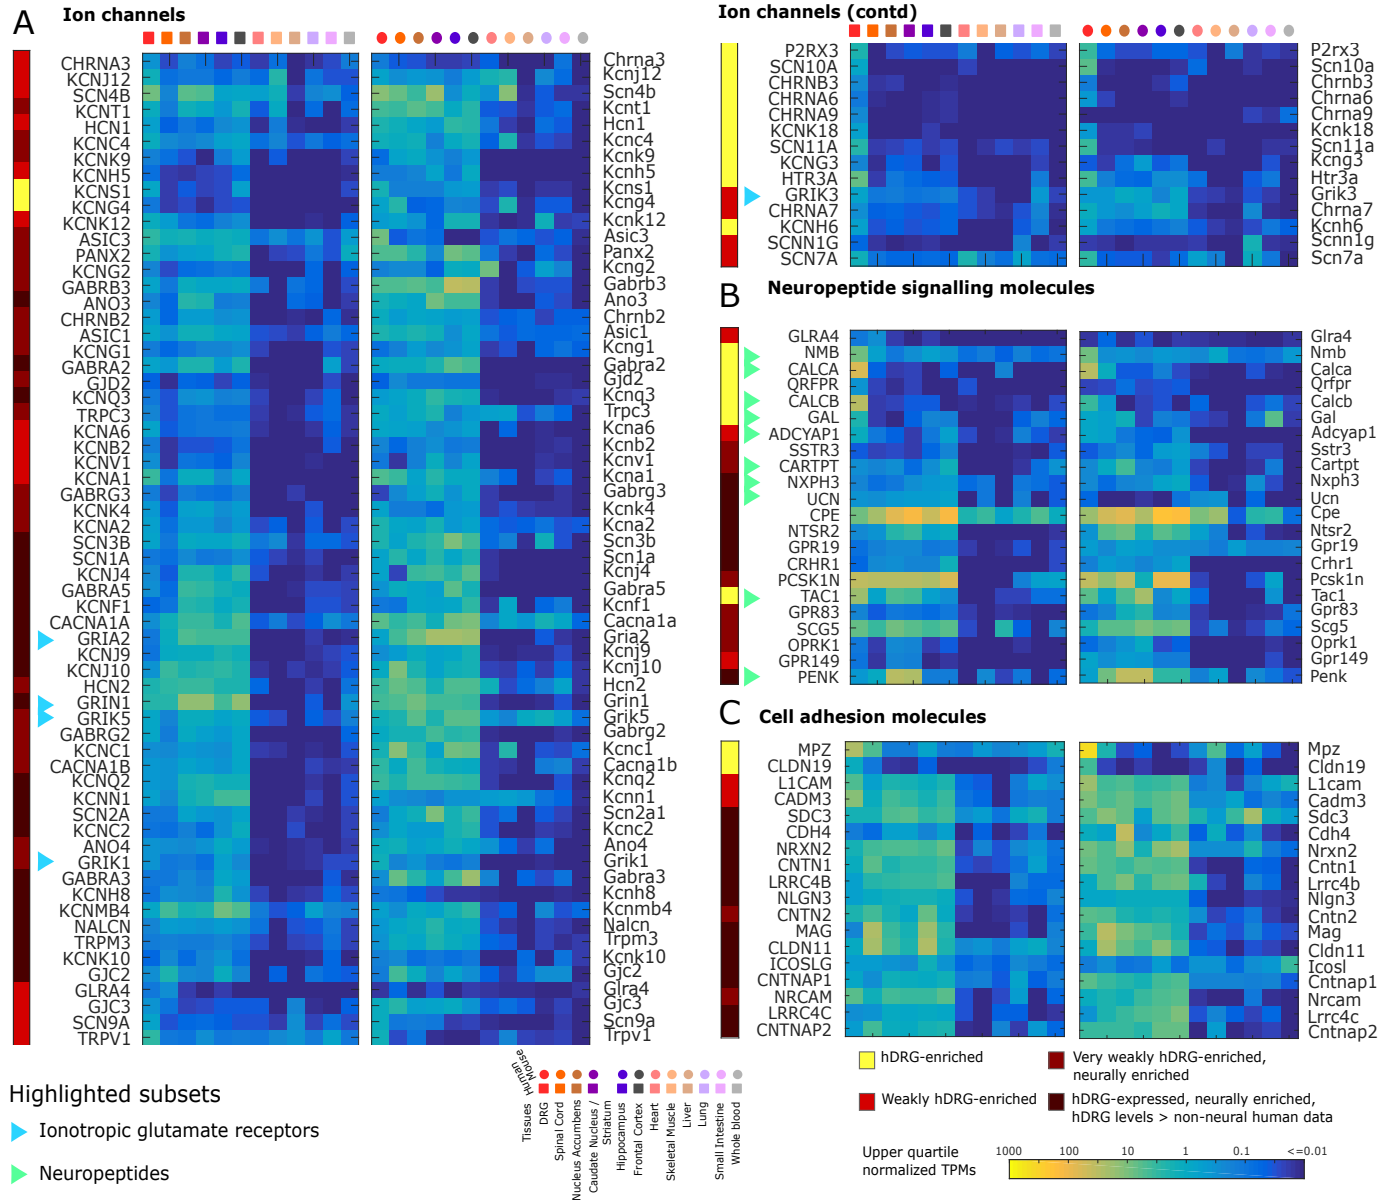 A
Ion channels
CHRNA3
KCNJ12
SCN4B
KCNT1
HCN1
KCNC4
KCNK9
KCNH5
KCNS1
KCNG4
KCNK12
ASIC3
PANX2
KCNG2
GABRB3
ANO3
CHRNB2
ASIC1
KCNG1
GABRA2
GJD2
KCNQ3
TRPC3
KCNA6
KCNB2
KCNV1
KCNA1
GABRG3
KCNK4
KCNA2
SCN3B
SCN1A
KCNJ4
GABRA5
KCNF1
CACNA1A
GRIA2
KCNJ9
KCNJ10
HCN2
GRIN1
GRIK5
GABRG2
KCNC1
CACNA1B
KCNQ2
KCNN1
SCN2A
KCNC2
ANO4
GRIK1
GABRA3
KCNH8
KCNMB4
NALCN
TRPM3
KCNK10
GJC2
GLRA4
GJC3
SCN9A
TRPV1
Chrna3
Kcnj12
Scn4b
Kcnt1
Hcn1
Kcnc4
Kcnk9
Kcnh5
Kcns1
Kcng4
Kcnk12
Asic3
Panx2
Kcng2
Gabrb3
Ano3
Chrnb2
Asic1
Kcng1
Gabra2
Gjd2
Kcnq3
Trpc3
Kcna6
Kcnb2
Kcnv1
Kcna1
Gabrg3
Kcnk4
Kcna2
Scn3b
Scn1a
Kcnj4
Gabra5
Kcnf1
Cacna1a
Gria2
Kcnj9
Kcnj10
Hcn2
Grin1
Grik5
Gabrg2
Kcnc1
Cacna1b
Kcnq2
Kcnn1
Scn2a1
Kcnc2
Ano4
Grik1
Gabra3
Kcnh8
Kcnmb4
Nalcn
Trpm3
Kcnk10
Gjc2
Glra4
Gjc3
Scn9a
Trpv1
Ion channels (contd)
P2RX3
SCN10A
CHRNB3
CHRNA6
CHRNA9
KCNK18
SCN11A
KCNG3
HTR3A
GRIK3
CHRNA7
KCNH6
SCNN1G
SCN7A
P2rx3
Scn10a
Chrnb3
Chrna6
Chrna9
Kcnk18
Scn11a
Kcng3
Htr3a
Grik3
Chrna7
Kcnh6
Scnn1g
Scn7a
B
Neuropeptide signalling molecules
GLRA4
NMB
CALCA
QRFPR
CALCB
GAL
ADCYAP1
SSTR3
CARTPT
NXPH3
UCN
CPE
NTSR2
GPR19
CRHR1
PCSK1N
TAC1
GPR83
SCG5
OPRK1
GPR149
PENK
Glra4
Nmb
Calca
Qrfpr
Calcb
Gal
Adcyap1
Sstr3
Cartpt
Nxph3
Ucn
Cpe
Ntsr2
Gpr19
Crhr1
Pcsk1n
Tac1
Gpr83
Scg5
Oprk1
Gpr149
Penk
C
Cell adhesion molecules
MPZ
CLDN19
L1CAM
CADM3
SDC3
CDH4
NRXN2
CNTN1
LRRC4B
NLGN3
CNTN2
MAG
CLDN11
ICOSLG
CNTNAP1
NRCAM
LRRC4C
CNTNAP2
Mpz
Cldn19
L1cam
Cadm3
Sdc3
Cdh4
Nrxn2
Cntn1
Lrrc4b
Nlgn3
Cntn2
Mag
Cldn11
Icosl
Cntnap1
Nrcam
Lrrc4c
Cntnap2
Highlighted subsets
Ionotropic glutamate receptors
Neuropeptides
Mouse
Human
Tissues
DRG
Spinal Cord
Nucleus Accumbens
Caudate Nucleus /
Striatum
Hippocampus
Frontal Cortex
Heart
Skeletal Muscle
Liver
Lung
Small Intestine
Whole blood
hDRG-enriched
Weakly hDRG-enriched
Very weakly hDRG-enriched,
neurally enriched
hDRG-expressed, neurally enriched,
hDRG levels > non-neural human data
Upper quartile
normalized TPMs
1000 100 10 1 0.1 <=0.01